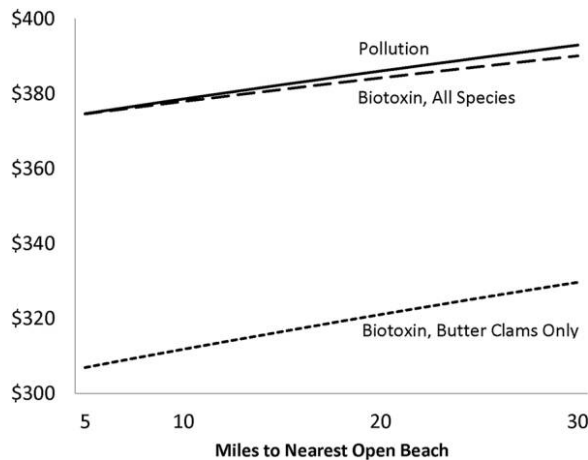 $400
Pollution
$380
Biotoxin, All Species
$360
$340
$320
Biotoxin, Butter Clams Only
$300
5 10 20 30
Miles to Nearest Open Beach